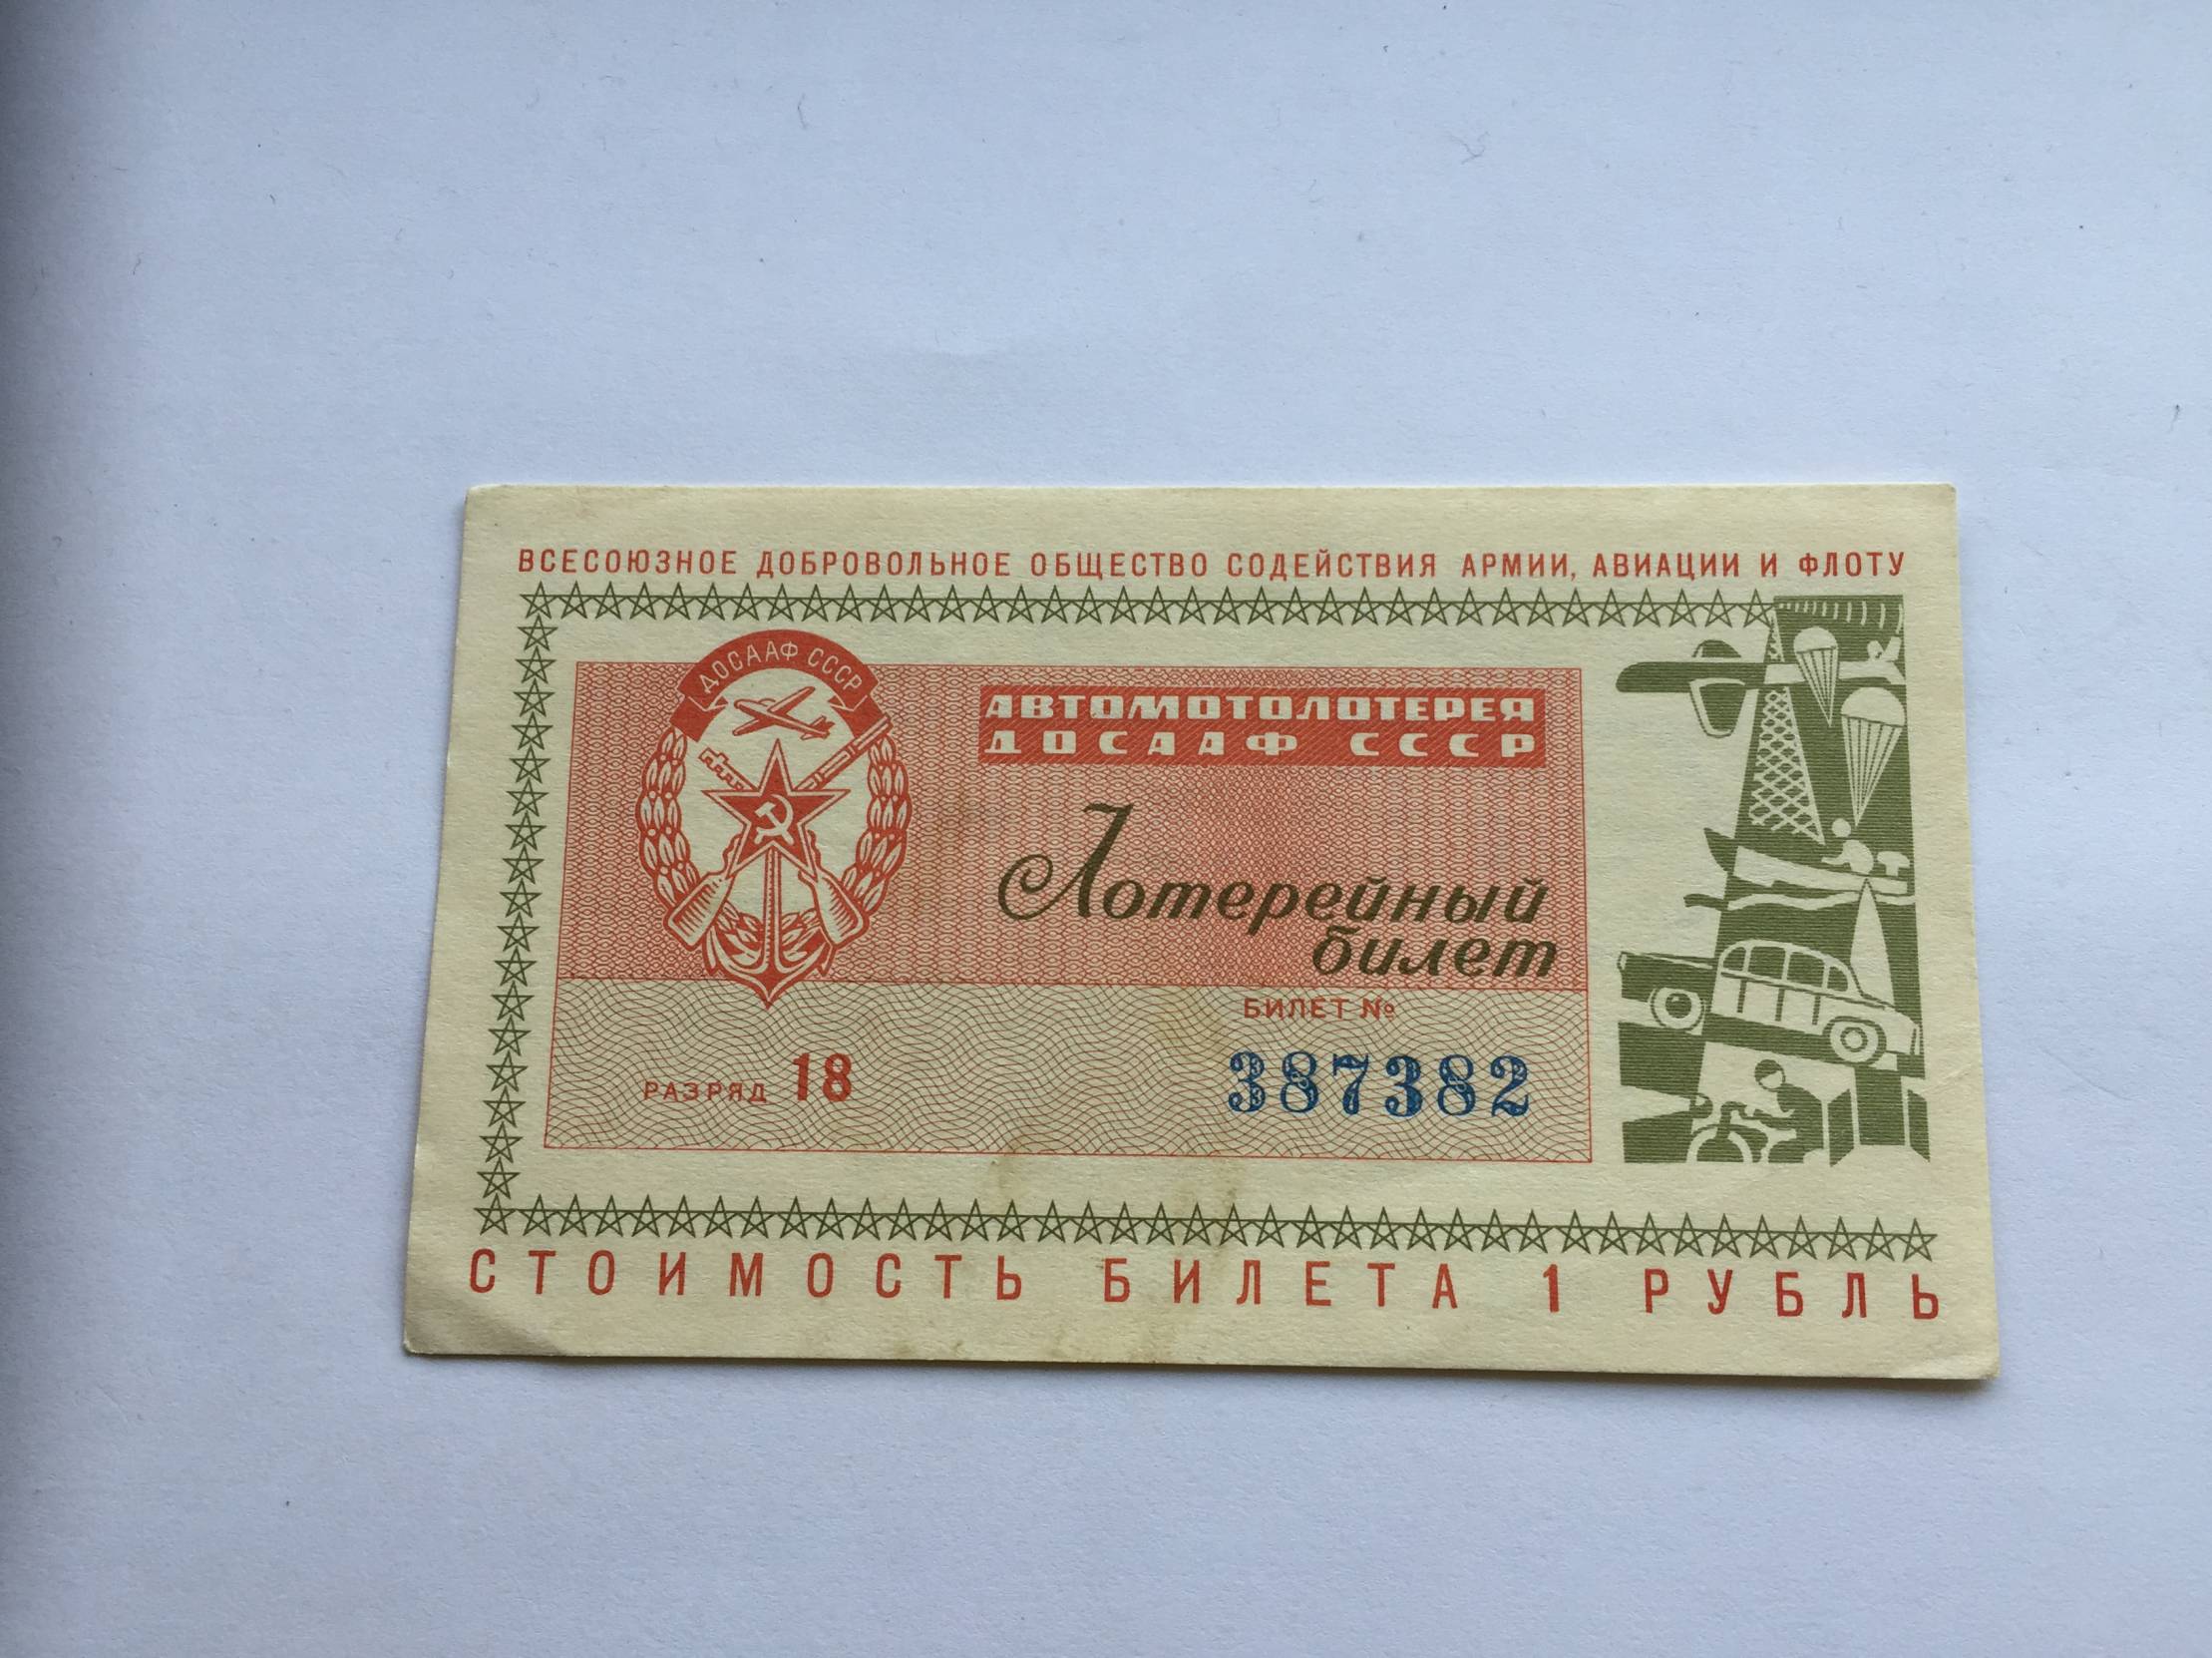 ВСЕСОЮЗНОЕ ДОБРОВОЛЬНОЕ ОБЩЕСТВО СОДЕЙСТВИЯ АРМИИ, АВИАЦИИ И ФЛОТУ
ДОСААФ СССР
АВТОМОТОЛОТЕРЕЯ
ДОСААФ СССР
Лотерейный
билет
БИЛЕТ №
РАЗРЯД 18
387382
СТОИМОСТЬ БИЛЕТА 1 РУБЛЬ